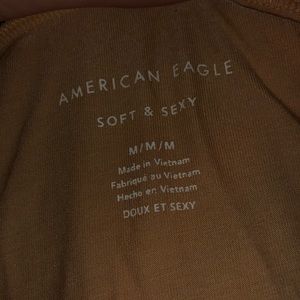 AMERICAN EAGLE
SOFT & SEXY
M/M/M
Made in Vietnam
Fabriqué au Vietnam
Hecho en Vietnam
DOUX ET SEXY